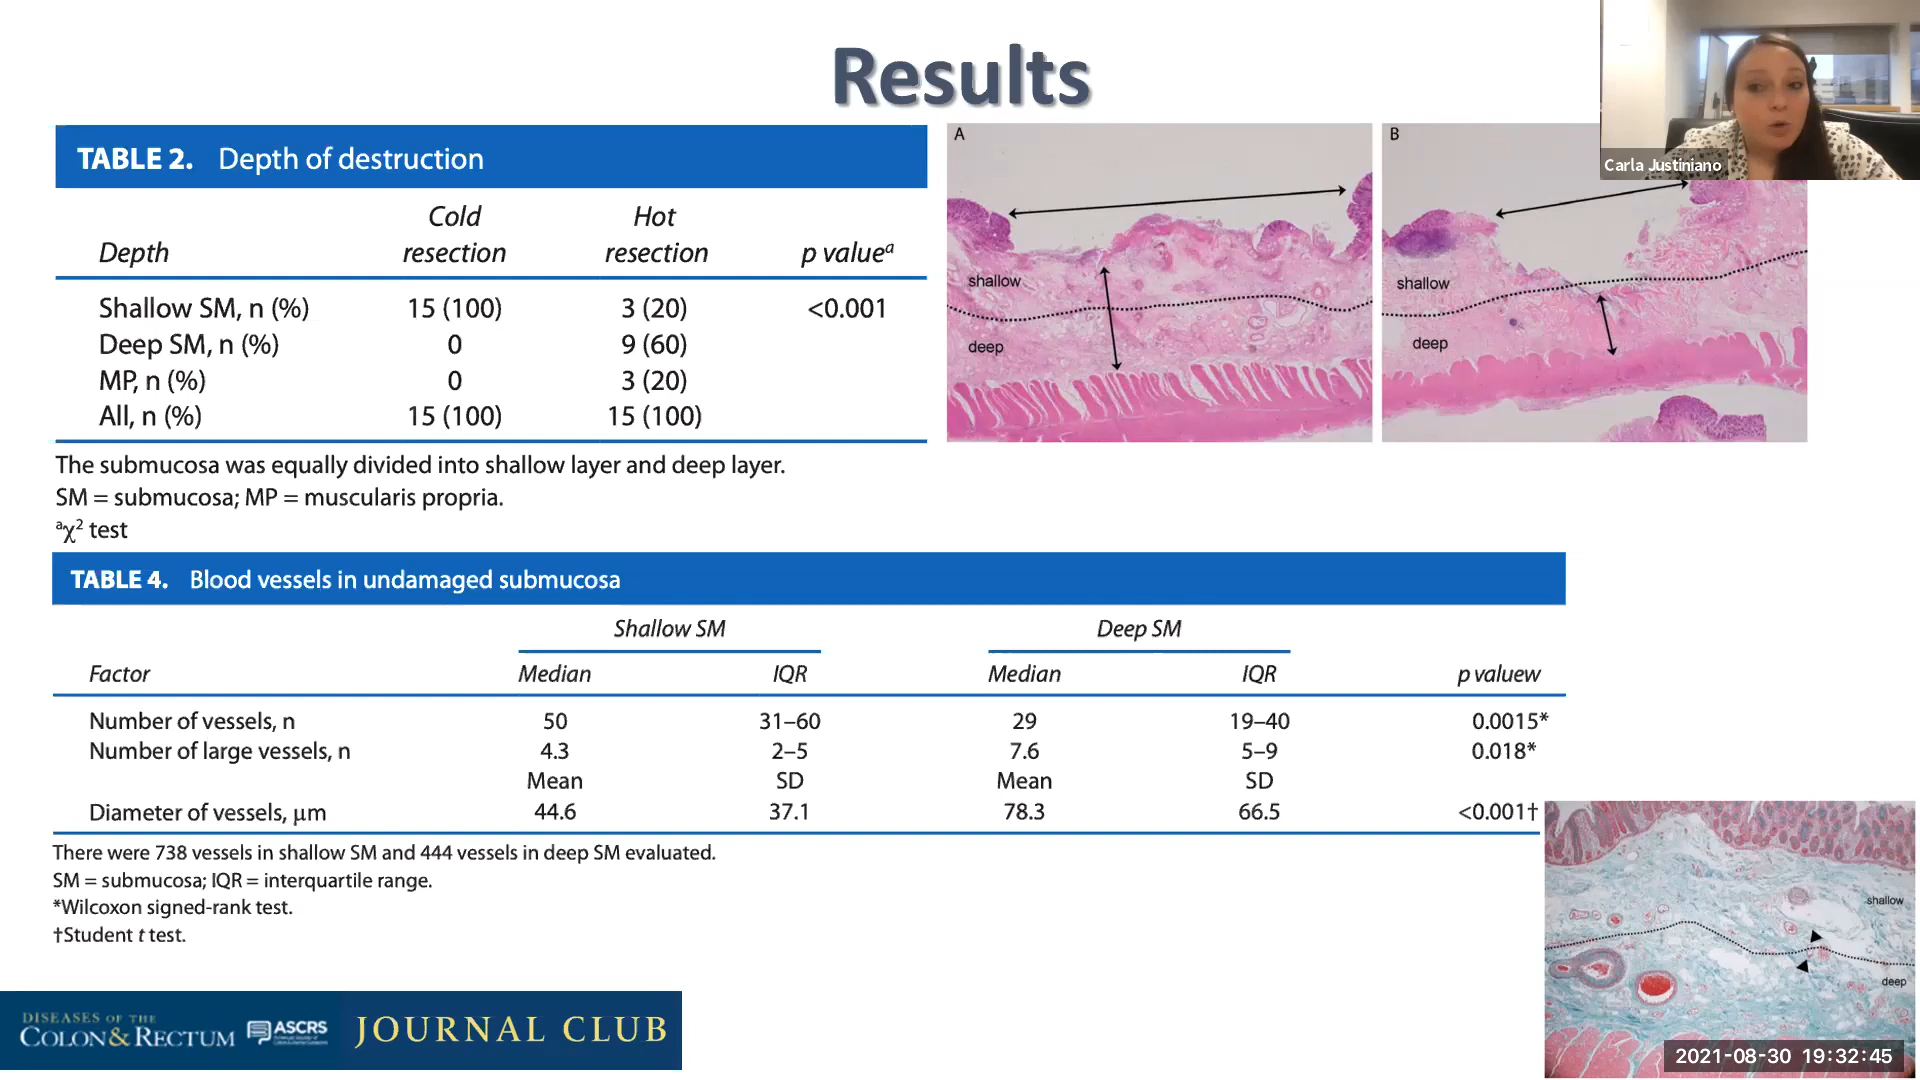 Results
TABLE 2. Depth of destruction
Depth Cold resection Hot resection p valueᵃ
Shallow SM, n (%) 15 (100) 3 (20) <0.001
Deep SM, n (%) 0 9 (60)
MP, n (%) 0 3 (20)
All, n (%) 15 (100) 15 (100)
The submucosa was equally divided into shallow layer and deep layer.
SM = submucosa; MP = muscularis propria.
ᵃχ² test
A
shallow
deep
B
shallow
deep
Carla Justiniano
TABLE 4. Blood vessels in undamaged submucosa
Shallow SM Deep SM
Factor Median IQR Median IQR p valuew
Number of vessels, n 50 31–60 29 19–40 0.0015*
Number of large vessels, n 4.3 2–5 7.6 5–9 0.018*
Mean SD Mean SD
Diameter of vessels, µm 44.6 37.1 78.3 66.5 <0.001†
There were 738 vessels in shallow SM and 444 vessels in deep SM evaluated.
SM = submucosa; IQR = interquartile range.
*Wilcoxon signed-rank test.
†Student t test.
shallow
deep
DISEASES OF THE
COLON & RECTUM
ASCRS
JOURNAL CLUB
2021-08-30 19:32:45